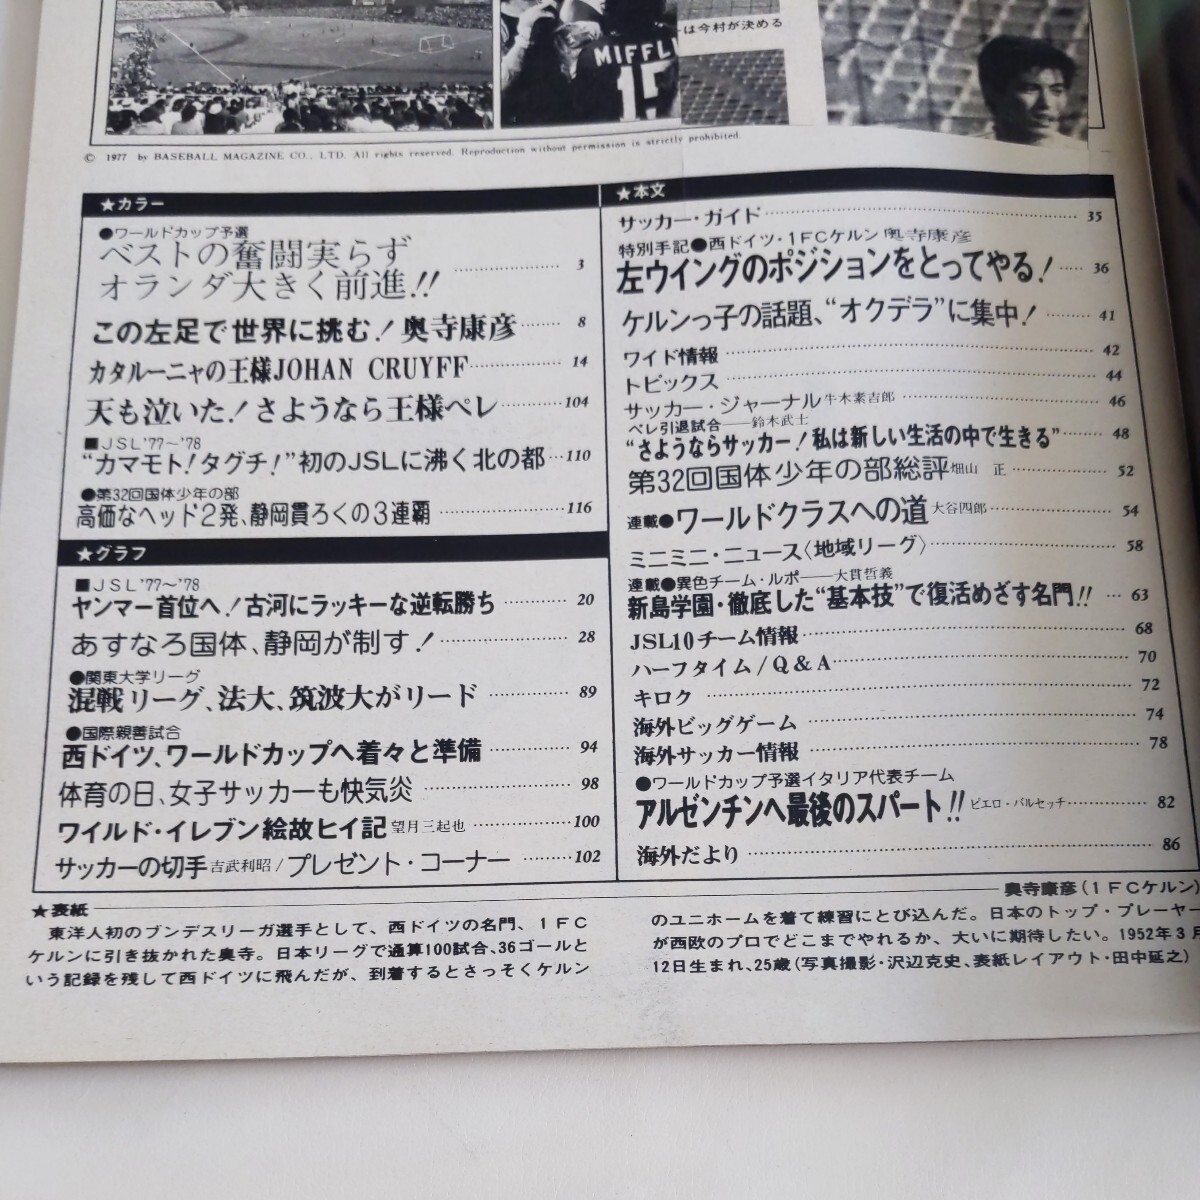 MIFFLI
15
は今村が決める
© 1977 by BASEBALL MAGAZINE CO., LTD. All rights reserved. Reproduction without permission is strictly prohibited.
★カラー
●ワールドカップ予選
ベストの奮闘実らず
オランダ大きく前進!! 3
この左足で世界に挑む! 奥寺康彦 8
カタルーニャの王様JOHAN CRUYFF 14
天も泣いた! さようなら王様ペレ 104
■JSL'77〜'78
“カマモト! タグチ!”初のJSLに沸く北の都 110
●第32回国体少年の部
高価なヘッド2発、静岡貫ろくの3連覇 116
★グラフ
■JSL'77〜'78
ヤンマー首位へ! 古河にラッキーな逆転勝ち 20
あすなろ国体、静岡が制す! 28
●関東大学リーグ
混戦リーグ、法大、筑波大がリード 89
●国際親善試合
西ドイツ、ワールドカップへ着々と準備 94
体育の日、女子サッカーも快気炎 98
ワイルド・イレブン絵故ヒイ記 望月三起也 100
サッカーの切手 吉武利昭/プレゼント・コーナー 102
★本文
サッカー・ガイド 35
特別手記●西ドイツ・1FCケルン 奥寺康彦
左ウイングのポジションをとってやる! 36
ケルンっ子の話題、“オクデラ”に集中! 41
ワイド情報 42
トピックス 44
サッカー・ジャーナル 牛木素吉郎 46
ペレ引退試合——鈴木武士
“さようならサッカー! 私は新しい生活の中で生きる” 48
第32回国体少年の部総評 畑山 正 52
連載●ワールドクラスへの道 大谷四郎 54
ミニミニ・ニュース〈地域リーグ〉 58
連載●異色チーム・ルポ——大貫哲義
新島学園・徹底した“基本技”で復活めざす名門!! 63
JSL10チーム情報 68
ハーフタイム/Q&A 70
キロク 72
海外ビッグゲーム 74
海外サッカー情報 78
●ワールドカップ予選イタリア代表チーム
アルゼンチンへ最後のスパート!! ピエロ・バルセッチ 82
海外だより 86
★表紙——奥寺康彦(1FCケルン)
東洋人初のブンデスリーガ選手として、西ドイツの名門、1FC
ケルンに引き抜かれた奥寺。日本リーグで通算100試合、36ゴールと
いう記録を残して西ドイツに飛んだが、到着するとさっそくケルン
のユニホームを着て練習にとび込んだ。日本のトップ・プレーヤー
が西欧のプロでどこまでやれるか、大いに期待したい。1952年3月
12日生まれ、25歳(写真撮影・沢辺克史、表紙レイアウト・田中延之)